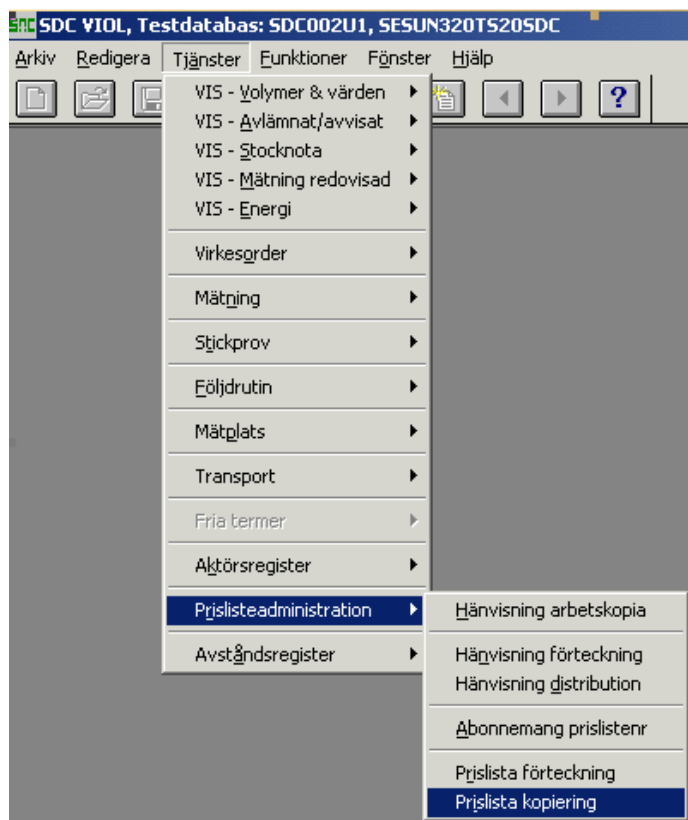 SDC VIOL, Testdatabas: SDC002U1, SESUN320TS20SDC
Arkiv Redigera Tjänster Funktioner Fönster Hjälp
VIS - Volymer & värden
VIS - Avlämnat/avvisat
VIS - Stocknota
VIS - Mätning redovisad
VIS - Energi
Virkesorder
Mätning
Stickprov
Följdrutin
Mätplats
Transport
Fria termer
Aktörsregister
Prislisteadministration
Avståndsregister
Hänvisning arbetskopia
Hänvisning förteckning
Hänvisning distribution
Abonnemang prislistenr
Prislista förteckning
Prislista kopiering